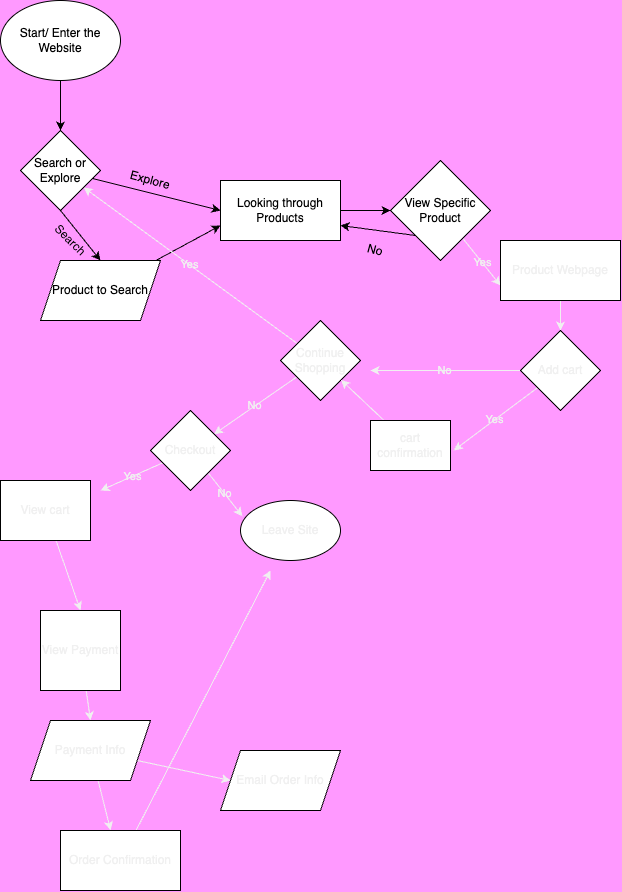 Start/ Enter the
Website
Search or
Explore
Explore
Search
Product to Search
Looking through
Products
View Specific
Product
No
Yes
Product Webpage
Yes
Continue
Shopping
No
Add cart
Yes
cart
confirmation
No
Checkout
Yes
No
View cart
Leave Site
View Payment
Payment Info
Email Order Info
Order Confirmation